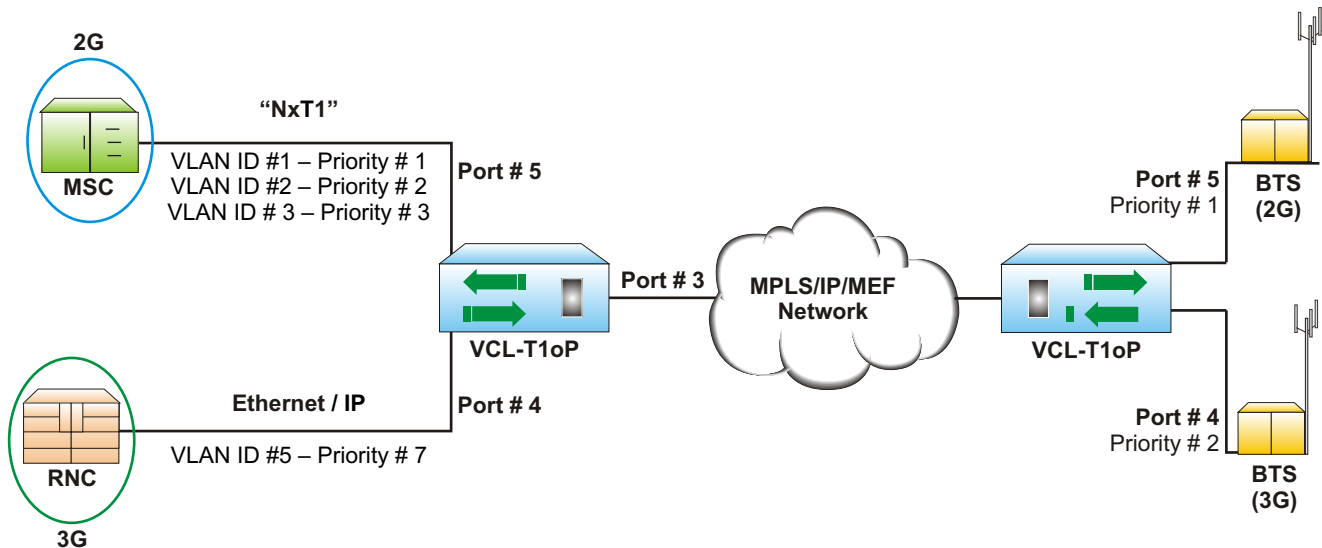 2G
“NxT1”
MSC
VLAN ID #1 – Priority # 1
VLAN ID #2 – Priority # 2
VLAN ID # 3 – Priority # 3
Port # 5
VCL-T1oP
Port # 3
MPLS/IP/MEF
Network
VCL-T1oP
Port # 5
Priority # 1
BTS
(2G)
Ethernet / IP
Port # 4
VLAN ID #5 – Priority # 7
RNC
3G
Port # 4
Priority # 2
BTS
(3G)